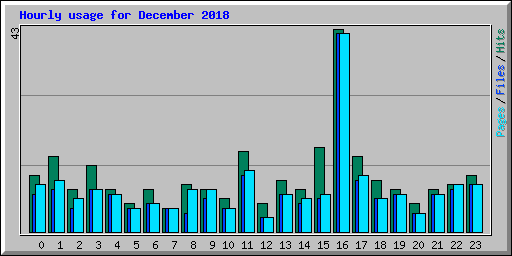 Hourly usage for December 2018
43
Pages/Files/Hits
0 1 2 3 4 5 6 7 8 9 10 11 12 13 14 15 16 17 18 19 20 21 22 23